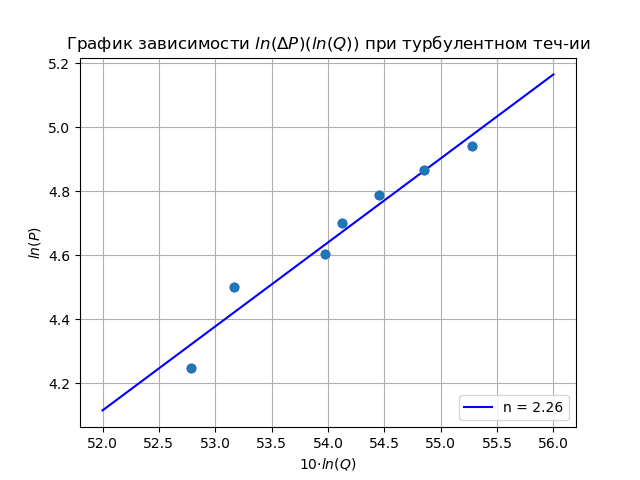 График зависимости ln(ΔP)(ln(Q)) при турбулентном теч-ии
5.2
5.0
4.8
4.6
4.4
4.2
ln(P)
52.0 52.5 53.0 53.5 54.0 54.5 55.0 55.5 56.0
10·ln(Q)
n = 2.26